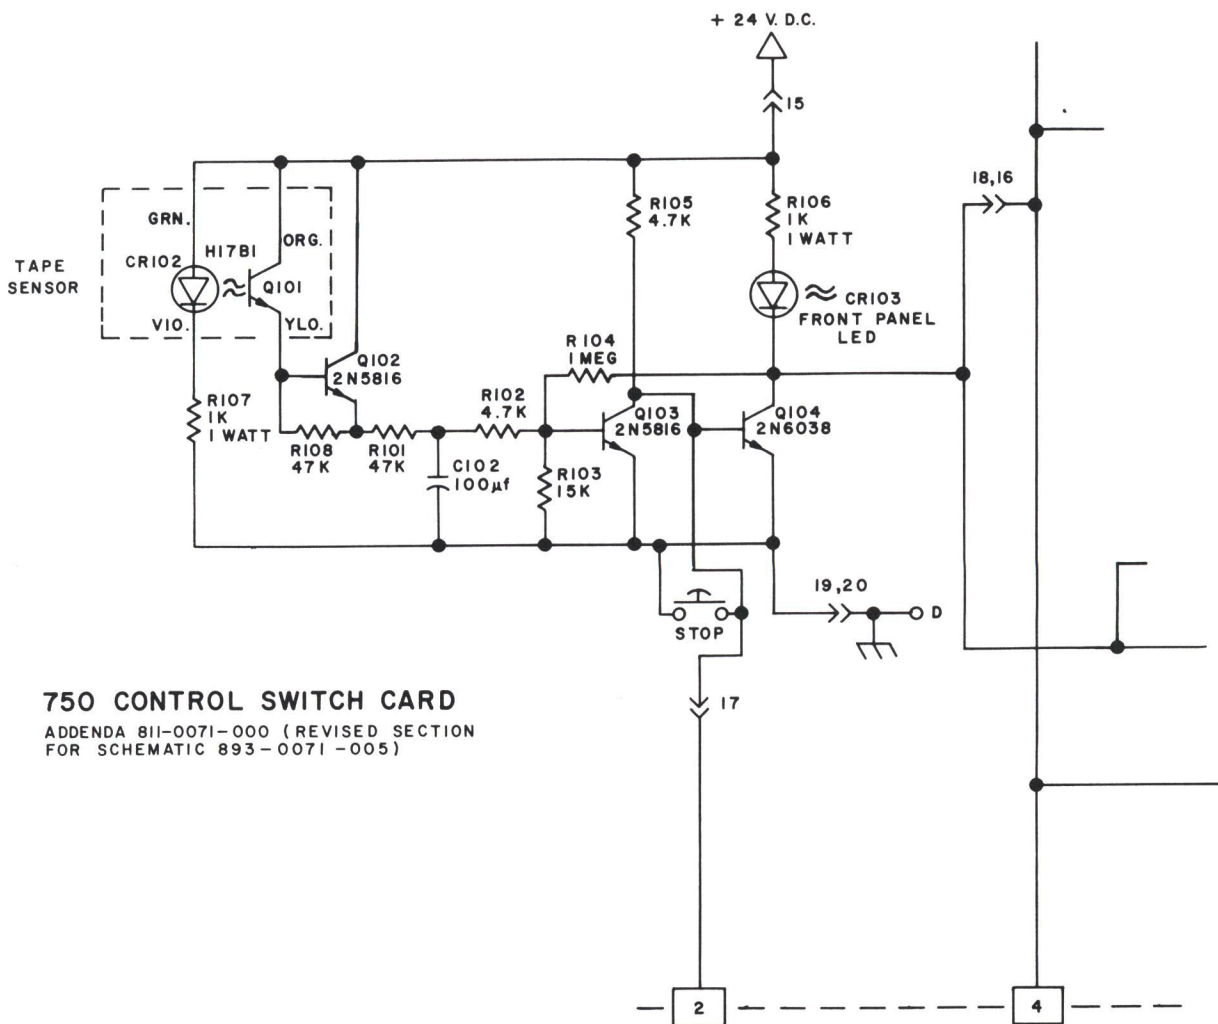 + 24 V. D.C.
15
18,16
R105
4.7K
R106
1K
1 WATT
GRN.
H17B1
ORG.
CR102
Q101
TAPE
SENSOR
VIO.
YLO.
CR103
FRONT PANEL
LED
R104
1 MEG
Q102
2N5816
R107
1K
1 WATT
R102
4.7K
Q103
2N5816
Q104
2N6038
R108
47K
R101
47K
C102
100µf
R103
15K
STOP
19,20
D
750 CONTROL SWITCH CARD
ADDENDA 811-0071-000 (REVISED SECTION
FOR SCHEMATIC 893-0071-005)
17
2
4